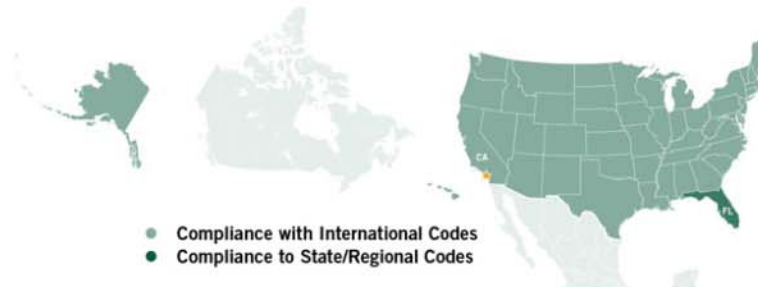 CA
FL
Compliance with International Codes
Compliance to State/Regional Codes